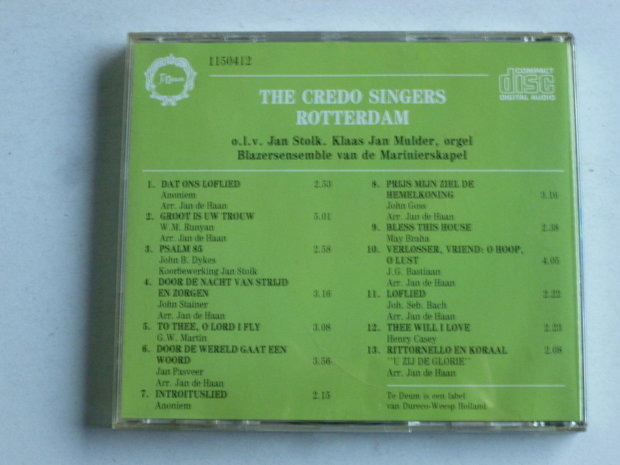 Te Deum
1150412
COMPACT
disc
DIGITAL AUDIO
THE CREDO SINGERS
ROTTERDAM
o.l.v. Jan Stolk. Klaas Jan Mulder, orgel
Blazersensemble van de Marinierskapel
1. DAT ONS LOFLIED 2.53
Anoniem
Arr. Jan de Haan
2. GROOT IS UW TROUW 5.01
W.M. Runyan
Arr. Jan de Haan
3. PSALM 85 2.58
John B. Dykes
Koorbewerking Jan Stolk
4. DOOR DE NACHT VAN STRIJD
EN ZORGEN 3.16
John Stainer
Arr. Jan de Haan
5. TO THEE, O LORD I FLY 3.08
G.W. Martin
6. DOOR DE WERELD GAAT EEN
WOORD 3.56
Jan Pasveer
Arr. Jan de Haan
7. INTROITUSLIED 2.15
Anoniem
8. PRIJS MIJN ZIEL DE
HEMELKONING 3.16
John Goss
Arr. Jan de Haan
9. BLESS THIS HOUSE 2.38
May Braha
10. VERLOSSER, VRIEND: O HOOP,
O LUST 4.05
J.G. Bastiaan
Arr. Jan de Haan
11. LOFLIED 2.22
Joh. Seb. Bach
Arr. Jan de Haan
12. THEE WILL I LOVE 2.23
Henry Casey
13. RITTORNELLO EN KORAAL 2.08
"U ZIJ DE GLORIE"
Arr. Jan de Haan
Te Deum is een label
van Dureco-Weesp Holland